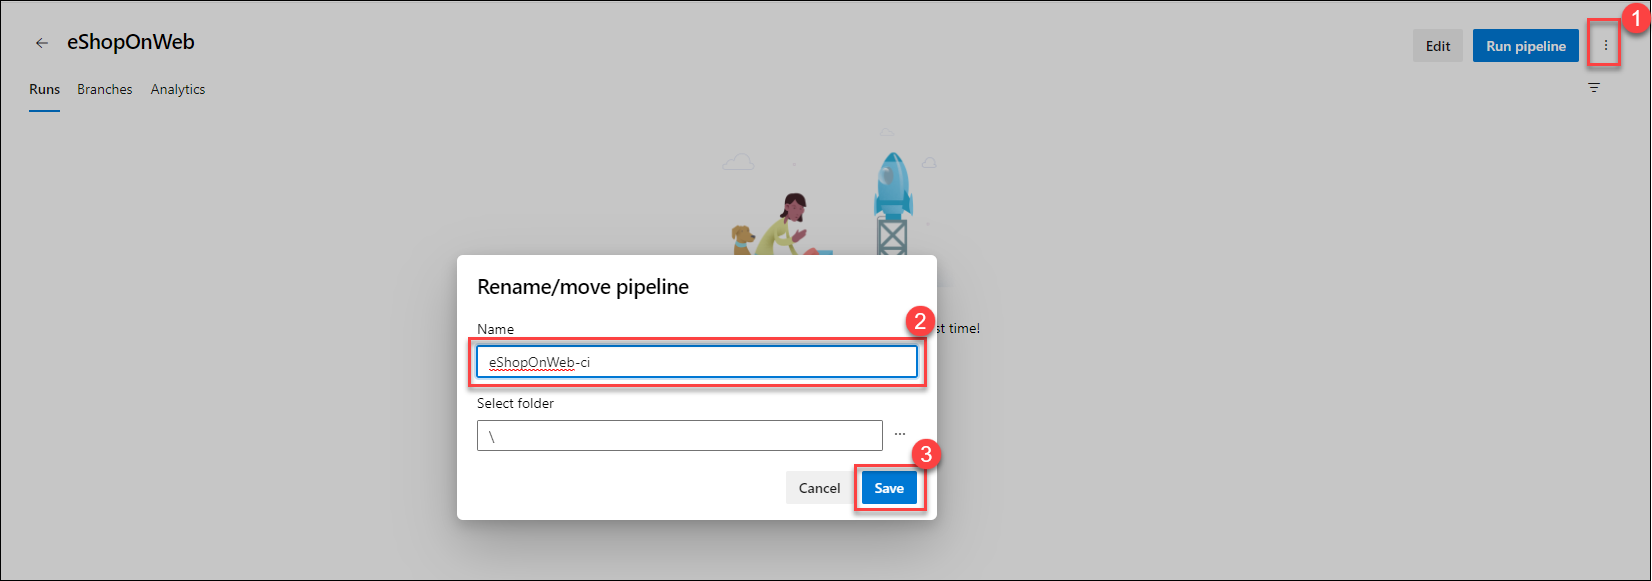 1
eShopOnWeb
Edit
Run pipeline
Runs
Branches
Analytics
Rename/move pipeline
2
st time!
Name
eShopOnWeb-ci
Select folder
\
...
3
Cancel
Save